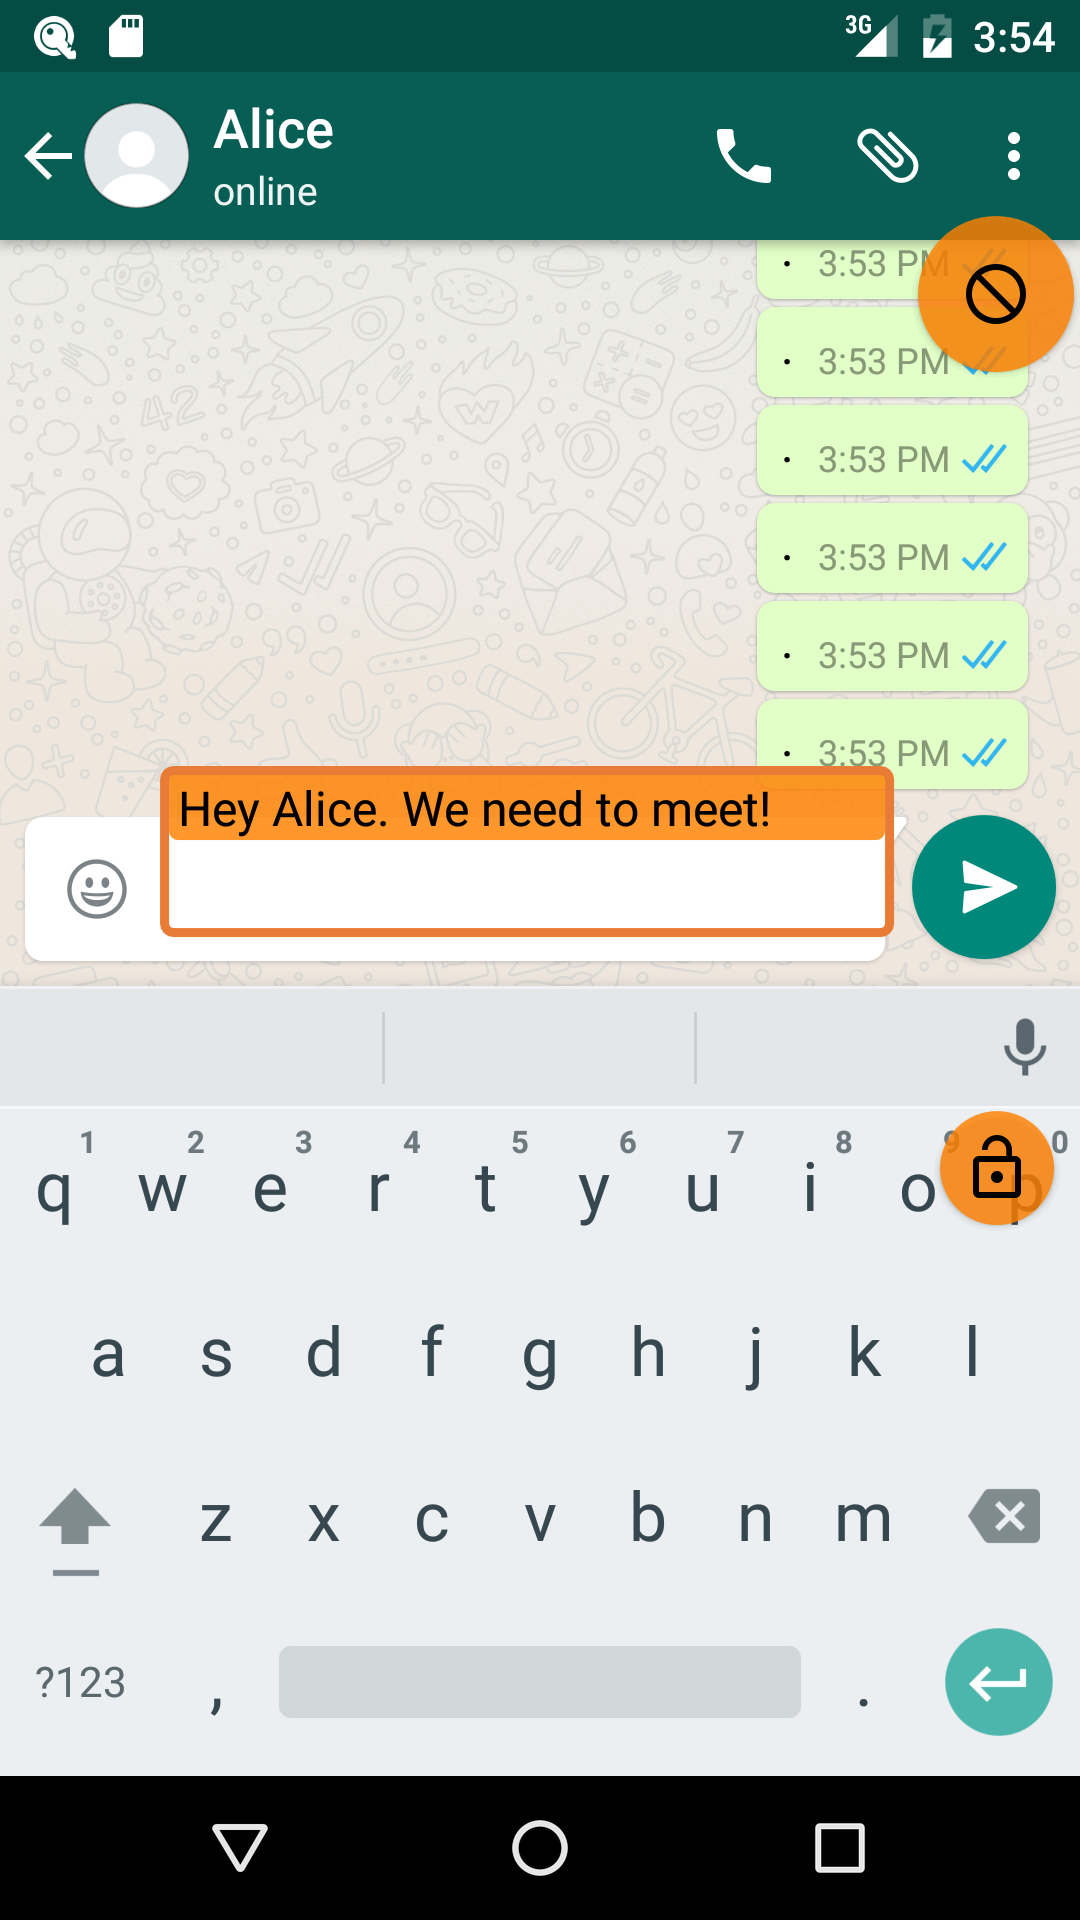 3G 3:54
Alice
online
. 3:53 PM
. 3:53 PM
. 3:53 PM
. 3:53 PM
. 3:53 PM
. 3:53 PM
Hey Alice. We need to meet!
1 2 3 4 5 6 7 8 9 0
q w e r t y u i o p
a s d f g h j k l
z x c v b n m
?123 , .